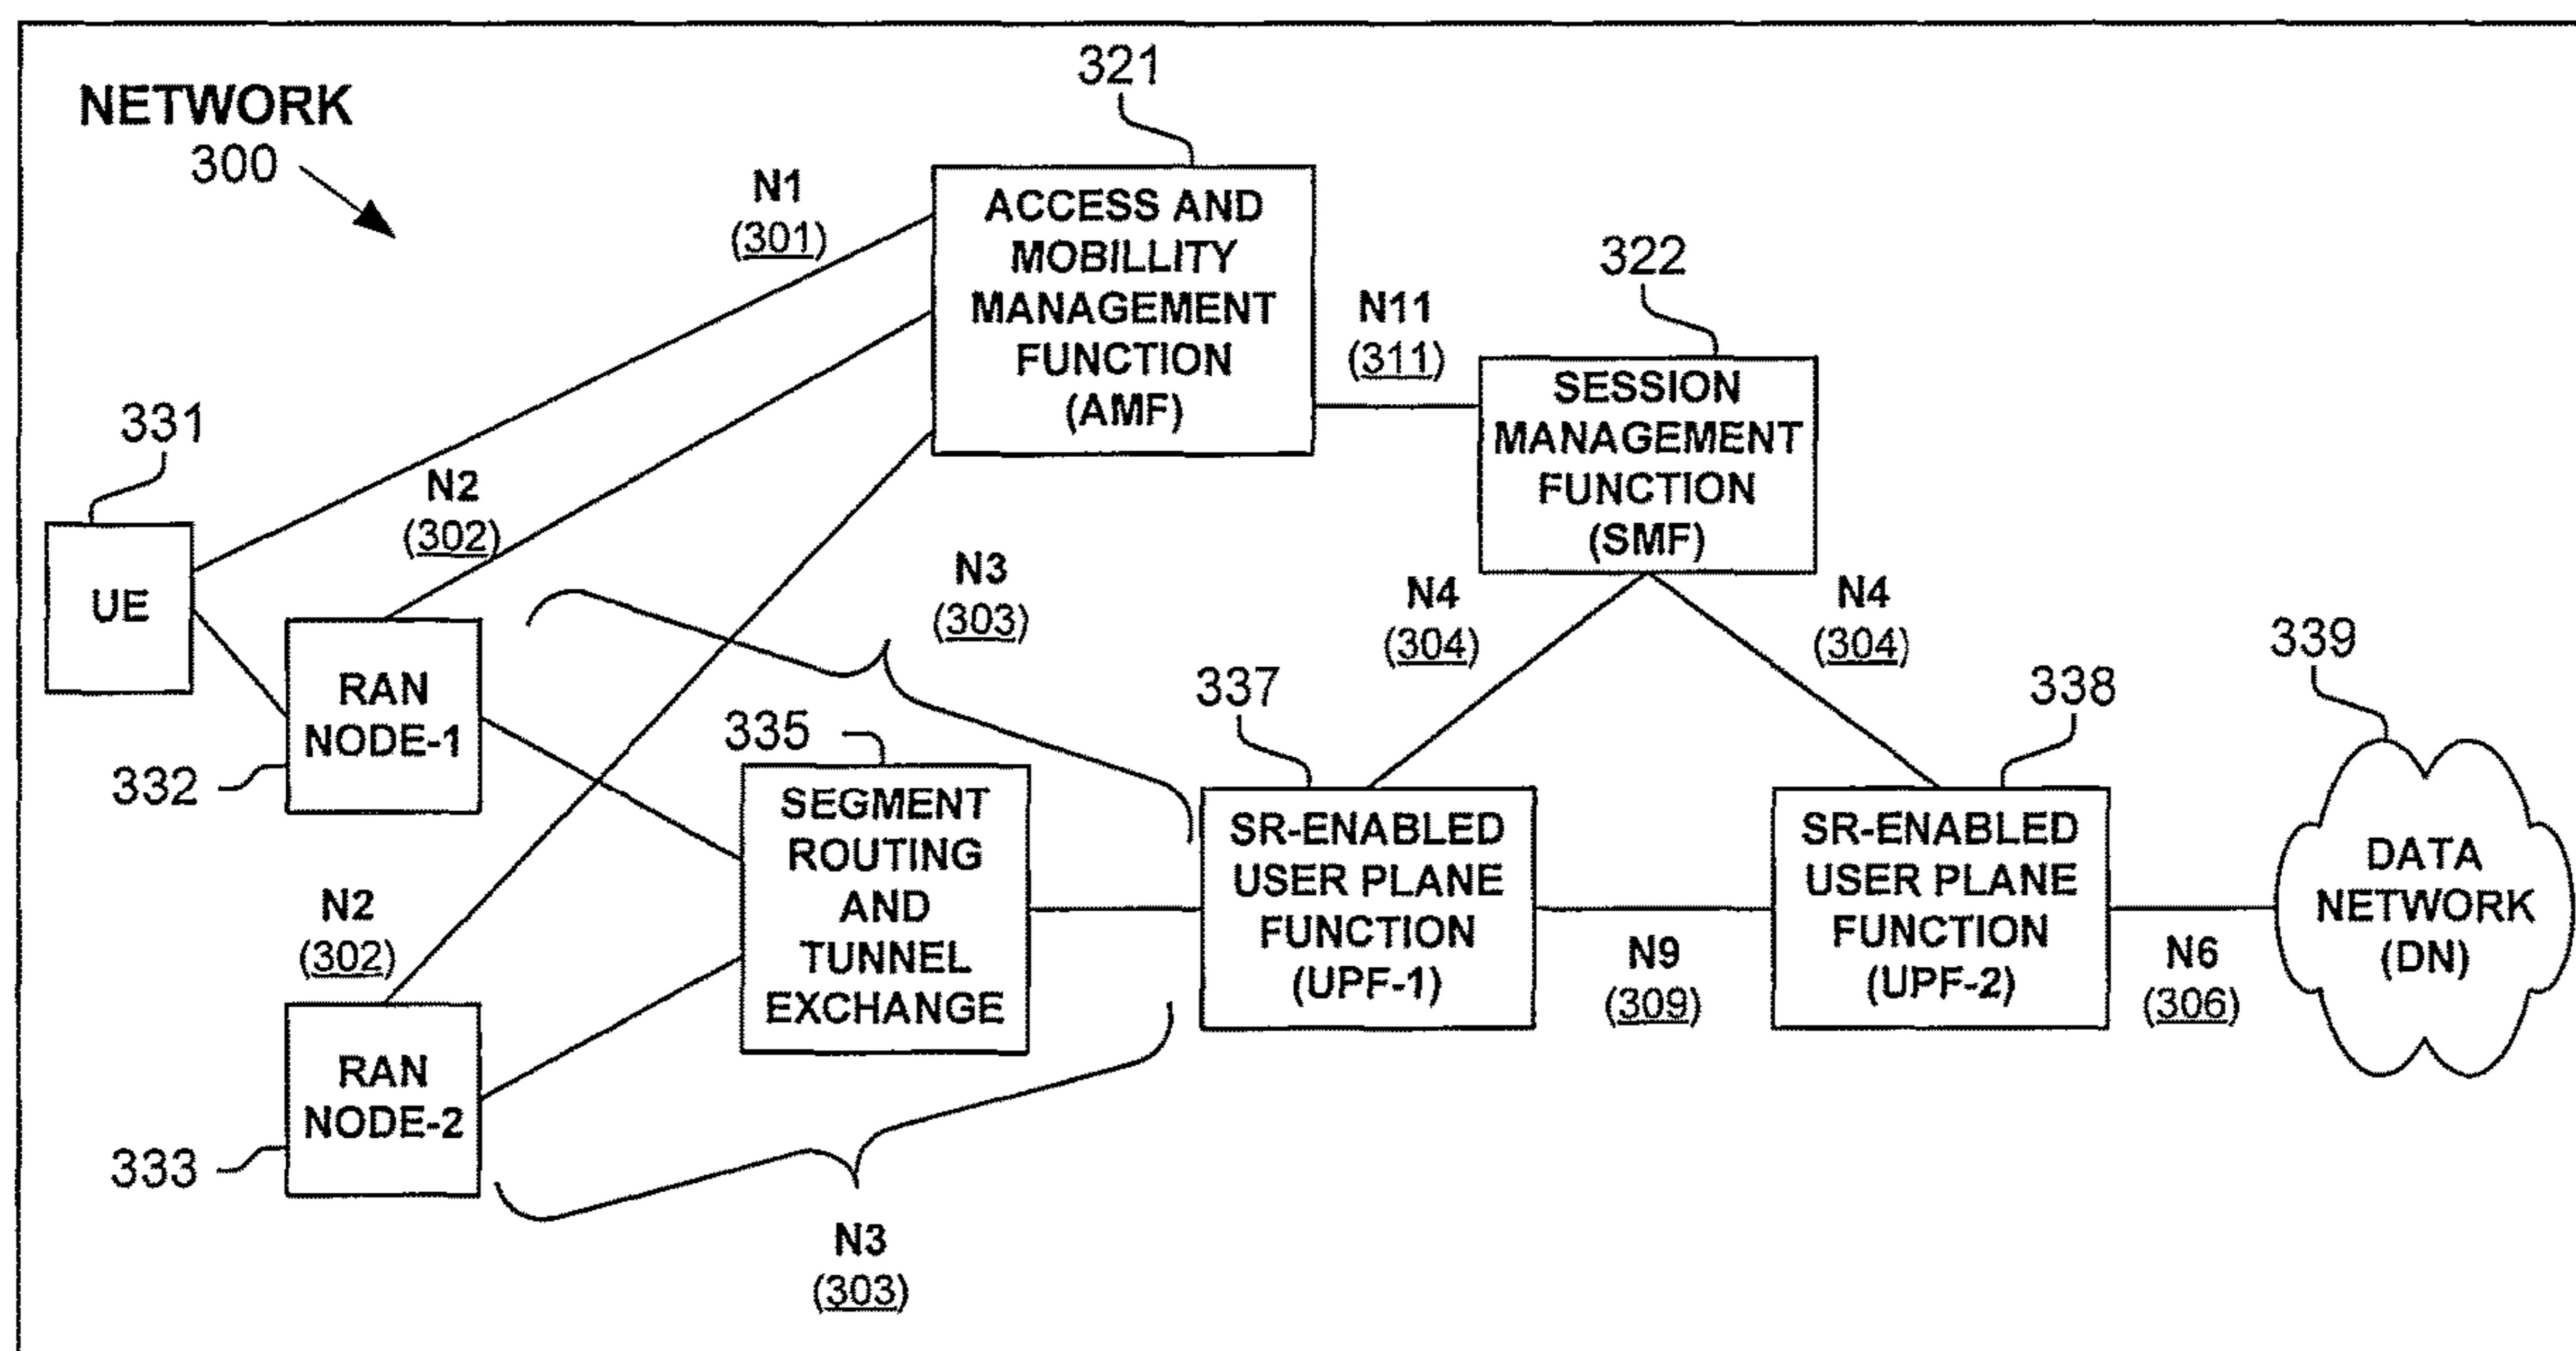 NETWORK
300
321
N1
(301)
ACCESS AND
MOBILLITY
MANAGEMENT
FUNCTION
(AMF)
322
N11
(311)
SESSION
MANAGEMENT
FUNCTION
(SMF)
331
UE
N2
(302)
N3
(303)
N4
(304)
N4
(304)
RAN
NODE-1
332
335
SEGMENT
ROUTING
AND
TUNNEL
EXCHANGE
337
SR-ENABLED
USER PLANE
FUNCTION
(UPF-1)
338
SR-ENABLED
USER PLANE
FUNCTION
(UPF-2)
339
DATA
NETWORK
(DN)
N9
(309)
N6
(306)
N2
(302)
RAN
NODE-2
333
N3
(303)